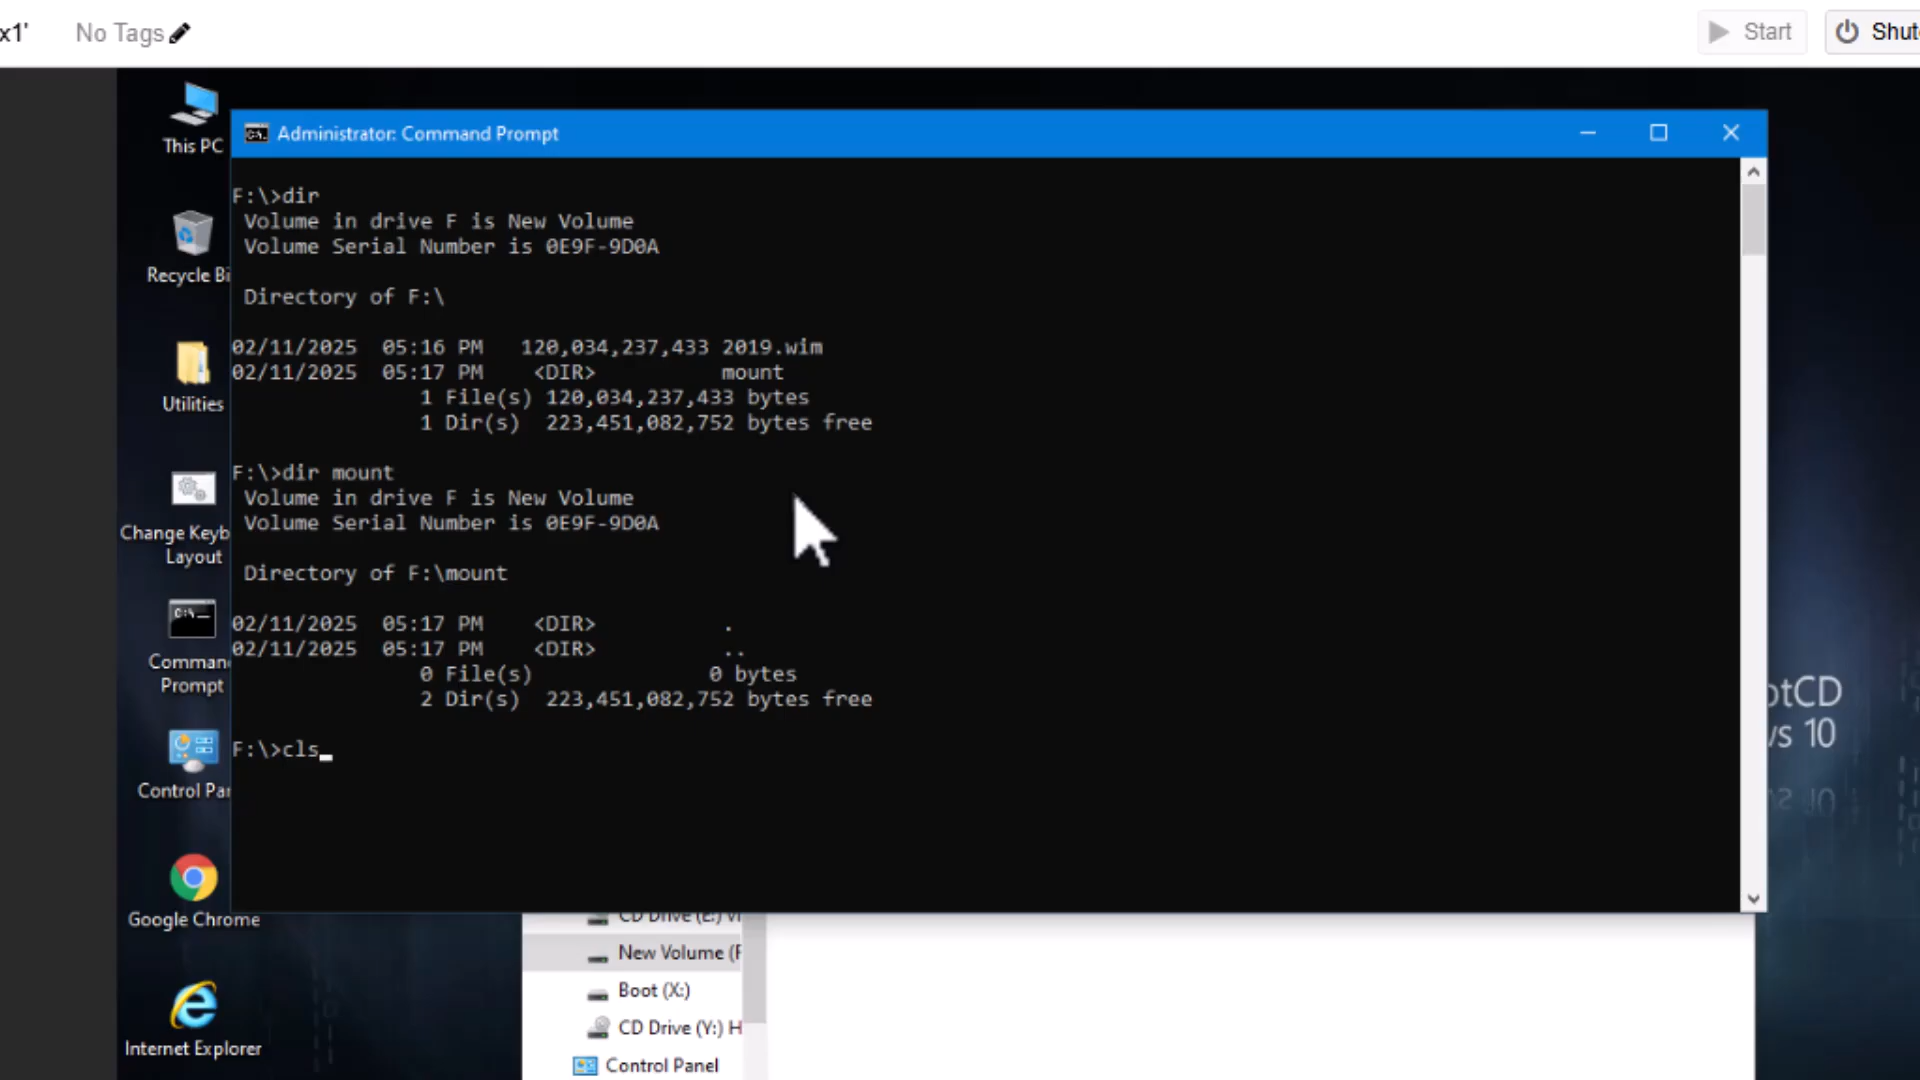 x1' No Tags Start
This PC
Recycle Bi
Utilities
Change Keyb
Layout
Comman
Prompt
Control Par
Google Chrome
Internet Explorer
Administrator: Command Prompt
F:\>dir
Volume in drive F is New Volume
Volume Serial Number is 0E9F-9D0A
Directory of F:\
02/11/2025 05:16 PM 120,034,237,433 2019.wim
02/11/2025 05:17 PM <DIR> mount
1 File(s) 120,034,237,433 bytes
1 Dir(s) 223,451,082,752 bytes free
F:\>dir mount
Volume in drive F is New Volume
Volume Serial Number is 0E9F-9D0A
Directory of F:\mount
02/11/2025 05:17 PM <DIR> .
02/11/2025 05:17 PM <DIR> ..
0 File(s) 0 bytes
2 Dir(s) 223,451,082,752 bytes free
F:\>cls
otCD
ws 10
CD Drive (E:)
New Volume (F
Boot (X:)
CD Drive (Y:) H
Control Panel